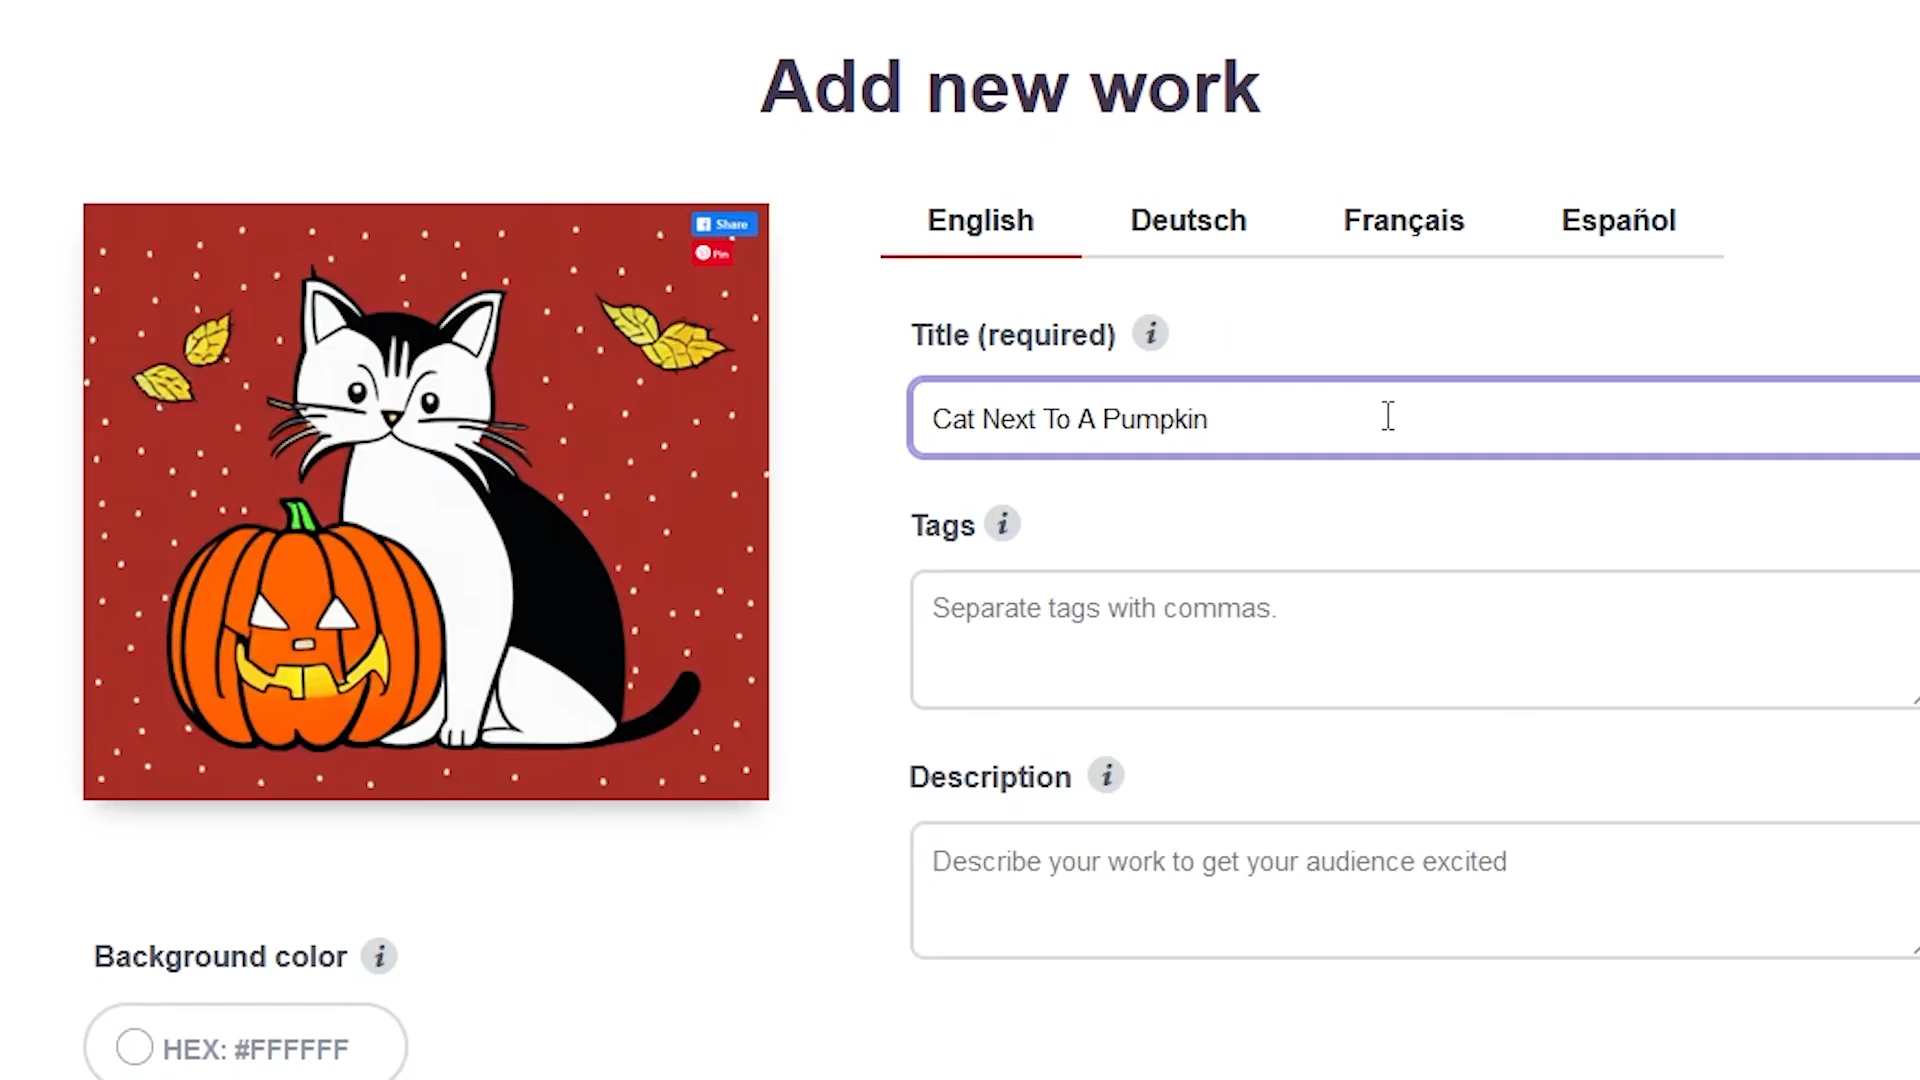 Add new work
Share
Pin
English Deutsch Français Español
Title (required) i
Cat Next To A Pumpkin
Tags i
Separate tags with commas.
Description i
Describe your work to get your audience excited
Background color i
HEX: #FFFFFF